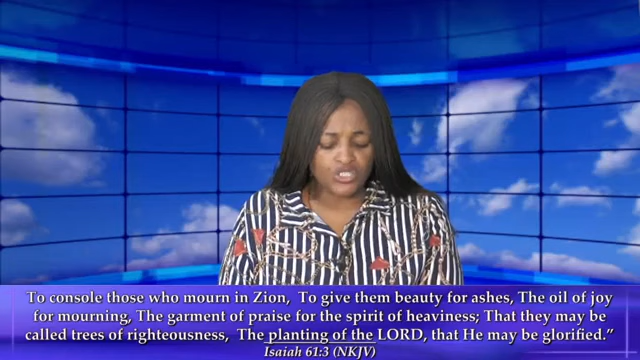 To console those who mourn in Zion,  To give them beauty for ashes, The oil of joy
for mourning, The garment of praise for the spirit of heaviness; That they may be
called trees of righteousness,  The planting of the LORD, that He may be glorified.”
Isaiah 61:3 (NKJV)